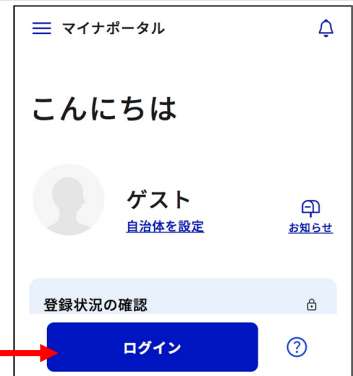 マイナポータル
こんにちは
ゲスト
自治体を設定
お知らせ
登録状況の確認
ログイン
?